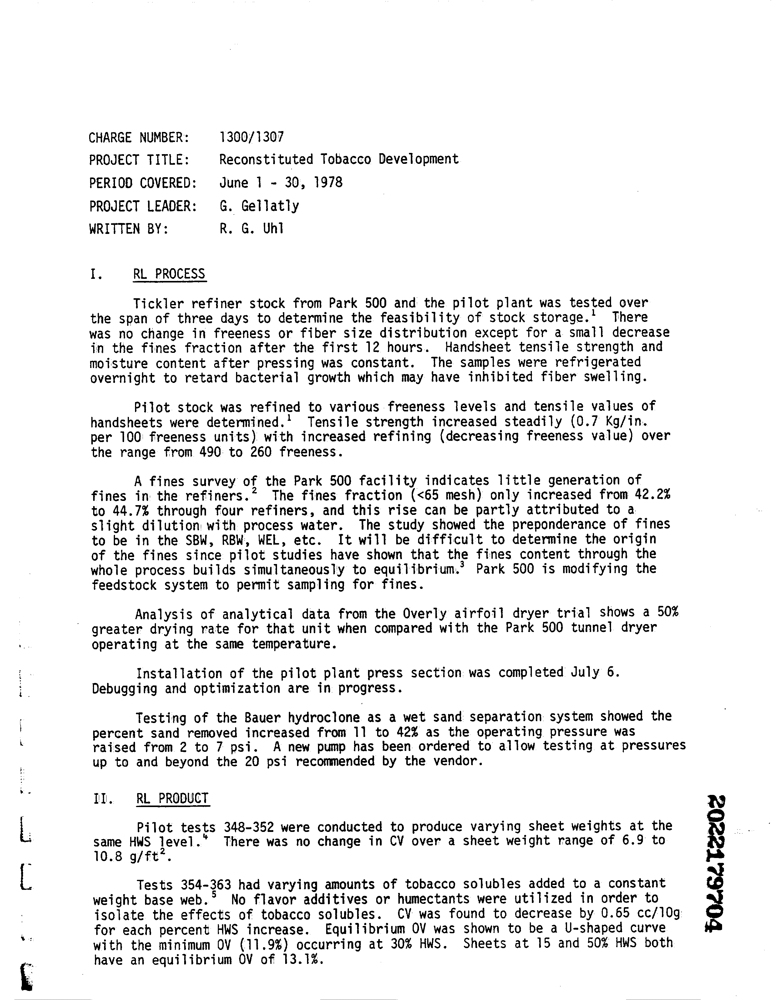 CHARGE NUMBER: 1300/1307
PROJECT TITLE: Reconstituted Tobacco Development
PERIOD COVERED: June 1 - 30, 1978
PROJECT LEADER: G. Gellatly
WRITTEN BY: R. G. Uhl
I. RL PROCESS
Tickler refiner stock from Park 500 and the pilot plant was tested over
the span of three days to determine the feasibility of stock storage.¹ There
was no change in freeness or fiber size distribution except for a small decrease
in the fines fraction after the first 12 hours. Handsheet tensile strength and
moisture content after pressing was constant. The samples were refrigerated
overnight to retard bacterial growth which may have inhibited fiber swelling.
Pilot stock was refined to various freeness levels and tensile values of
handsheets were determined.¹ Tensile strength increased steadily (0.7 Kg/in.
per 100 freeness units) with increased refining (decreasing freeness value) over
the range from 490 to 260 freeness.
A fines survey of the Park 500 facility indicates little generation of
fines in the refiners.² The fines fraction (<65 mesh) only increased from 42.2%
to 44.7% through four refiners, and this rise can be partly attributed to a
slight dilution with process water. The study showed the preponderance of fines
to be in the SBW, RBW, WEL, etc. It will be difficult to determine the origin
of the fines since pilot studies have shown that the fines content through the
whole process builds simultaneously to equilibrium.³ Park 500 is modifying the
feedstock system to permit sampling for fines.
Analysis of analytical data from the Overly airfoil dryer trial shows a 50%
greater drying rate for that unit when compared with the Park 500 tunnel dryer
operating at the same temperature.
Installation of the pilot plant press section was completed July 6.
Debugging and optimization are in progress.
Testing of the Bauer hydroclone as a wet sand separation system showed the
percent sand removed increased from 11 to 42% as the operating pressure was
raised from 2 to 7 psi. A new pump has been ordered to allow testing at pressures
up to and beyond the 20 psi recommended by the vendor.
II. RL PRODUCT
Pilot tests 348-352 were conducted to produce varying sheet weights at the
same HWS level.⁴ There was no change in CV over a sheet weight range of 6.9 to
10.8 g/ft².
Tests 354-363 had varying amounts of tobacco solubles added to a constant
weight base web.⁵ No flavor additives or humectants were utilized in order to
isolate the effects of tobacco solubles. CV was found to decrease by 0.65 cc/10g
for each percent HWS increase. Equilibrium OV was shown to be a U-shaped curve
with the minimum OV (11.9%) occurring at 30% HWS. Sheets at 15 and 50% HWS both
have an equilibrium OV of 13.1%.
2022179704